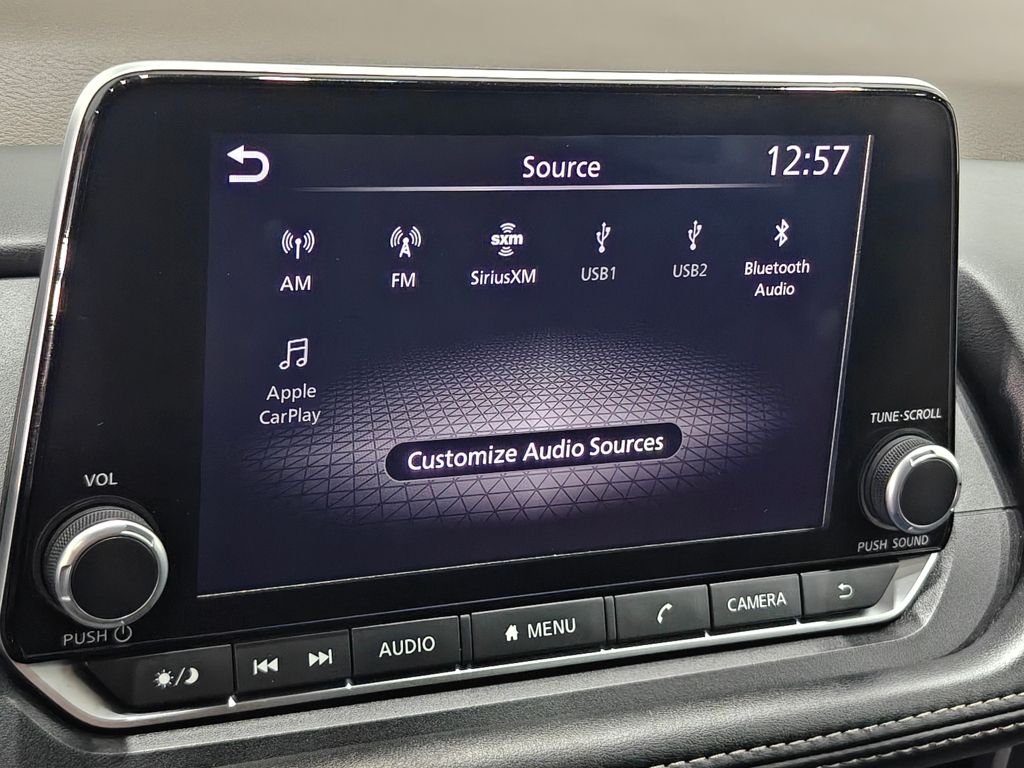 Source
12:57
AM
FM
sxm
SiriusXM
USB1
USB2
Bluetooth
Audio
Apple
CarPlay
Customize Audio Sources
TUNE·SCROLL
PUSH SOUND
VOL
PUSH
AUDIO
MENU
CAMERA